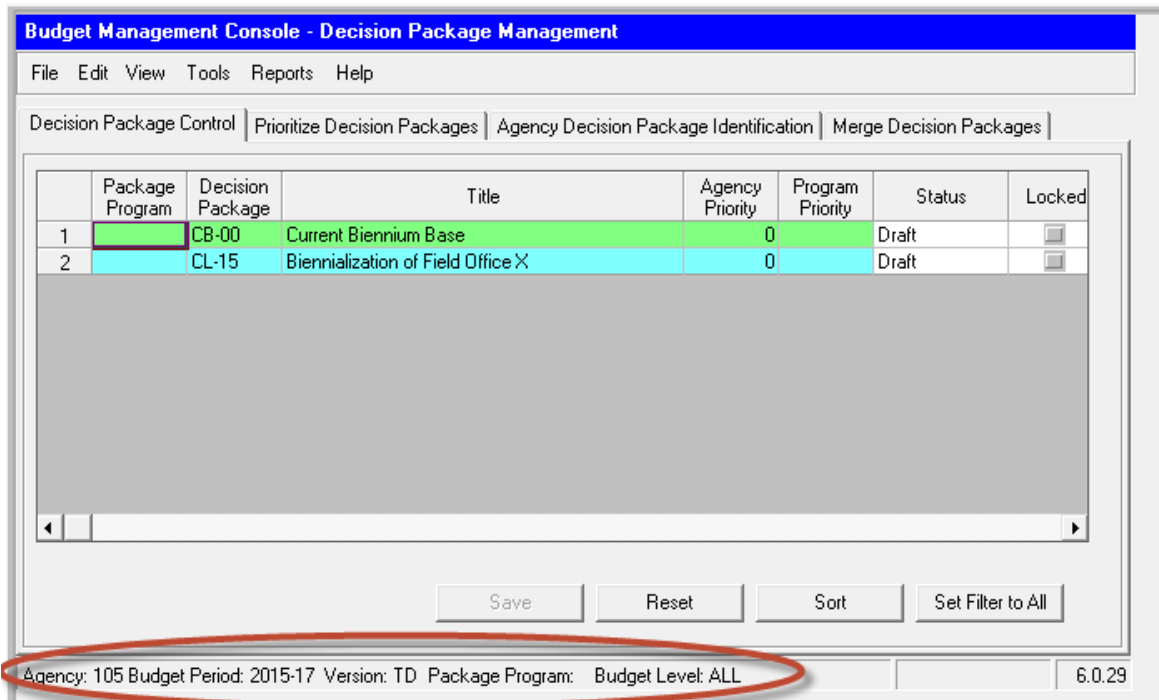 Budget Management Console - Decision Package Management
File Edit View Tools Reports Help
Decision Package Control Prioritize Decision Packages Agency Decision Package Identification Merge Decision Packages
Package Program Decision Package Title Agency Priority Program Priority Status Locked
1 CB-00 Current Biennium Base 0 Draft
2 CL-15 Biennialization of Field Office X 0 Draft
Save Reset Sort Set Filter to All
Agency: 105 Budget Period: 2015-17 Version: TD Package Program: Budget Level: ALL 6.0.29